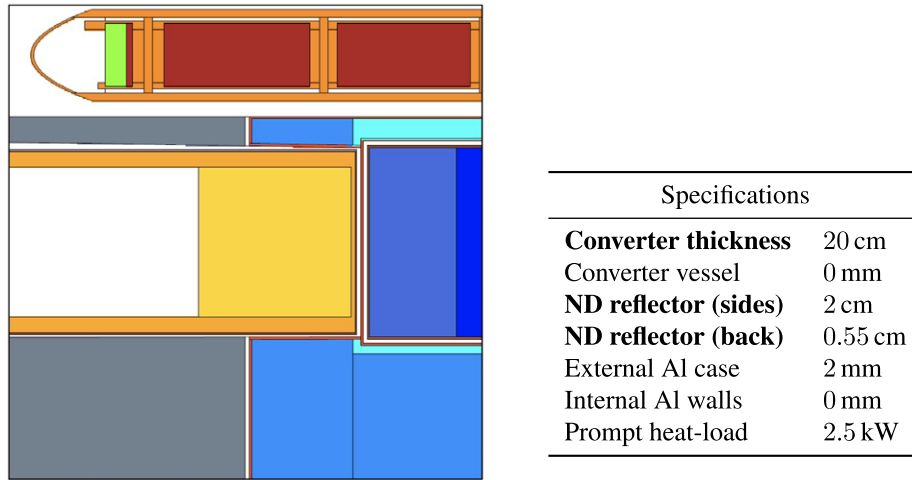 Specifications
Converter thickness 20 cm
Converter vessel 0 mm
ND reflector (sides) 2 cm
ND reflector (back) 0.55 cm
External Al case 2 mm
Internal Al walls 0 mm
Prompt heat-load 2.5 kW